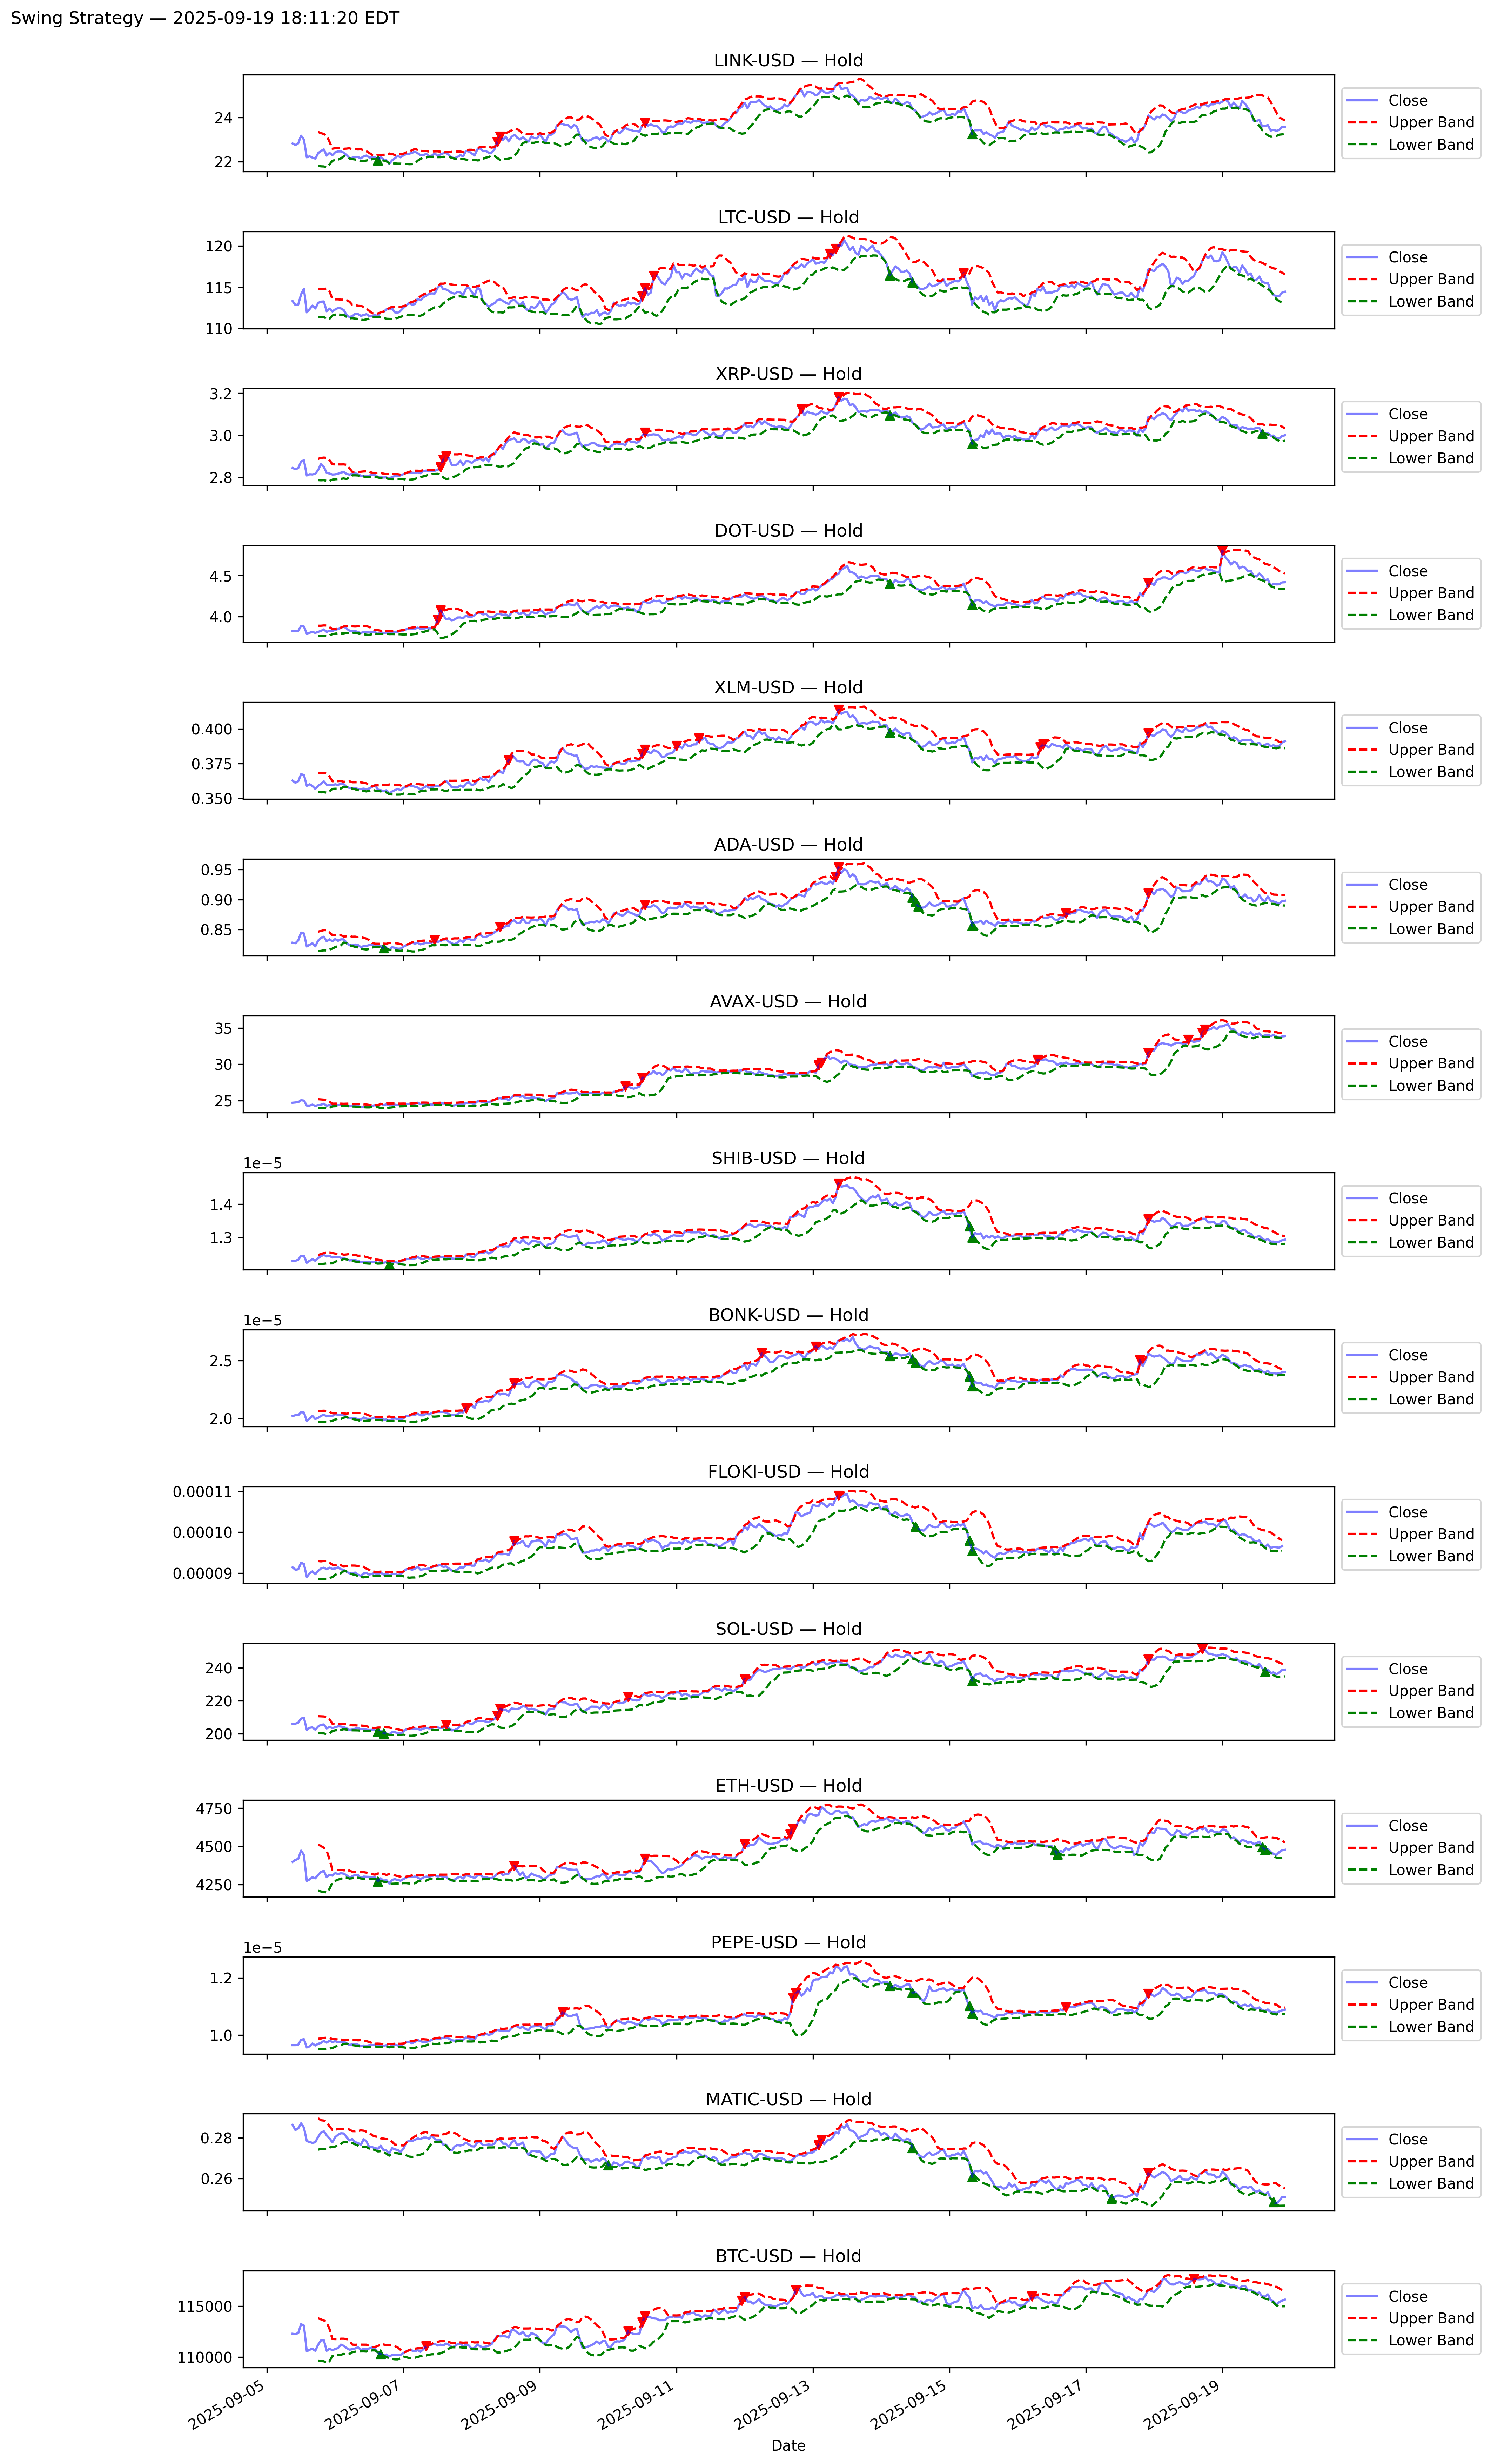 Swing Strategy — 2025-09-19 18:11:20 EDT
LINK-USD — Hold
24
22
Close
Upper Band
Lower Band
LTC-USD — Hold
120
115
110
Close
Upper Band
Lower Band
XRP-USD — Hold
3.2
3.0
2.8
Close
Upper Band
Lower Band
DOT-USD — Hold
4.5
4.0
Close
Upper Band
Lower Band
XLM-USD — Hold
0.400
0.375
0.350
Close
Upper Band
Lower Band
ADA-USD — Hold
0.95
0.90
0.85
Close
Upper Band
Lower Band
AVAX-USD — Hold
35
30
25
Close
Upper Band
Lower Band
SHIB-USD — Hold
1e−5
1.4
1.3
Close
Upper Band
Lower Band
BONK-USD — Hold
1e−5
2.5
2.0
Close
Upper Band
Lower Band
FLOKI-USD — Hold
0.00011
0.00010
0.00009
Close
Upper Band
Lower Band
SOL-USD — Hold
240
220
200
Close
Upper Band
Lower Band
ETH-USD — Hold
4750
4500
4250
Close
Upper Band
Lower Band
PEPE-USD — Hold
1e−5
1.2
1.0
Close
Upper Band
Lower Band
MATIC-USD — Hold
0.28
0.26
Close
Upper Band
Lower Band
BTC-USD — Hold
115000
110000
Close
Upper Band
Lower Band
2025-09-05
2025-09-07
2025-09-09
2025-09-11
2025-09-13
2025-09-15
2025-09-17
2025-09-19
Date